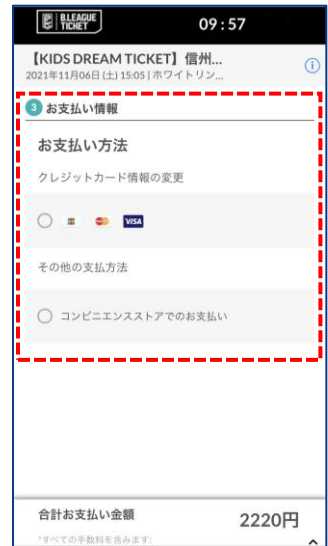 B.LEAGUE
TICKET
09:57
【KIDS DREAM TICKET】信州...
2021年11月06日(土) 15:05 | ホワイトリン...
3 お支払い情報
お支払い方法
クレジットカード情報の変更
JCB VISA
その他の支払方法
コンビニエンスストアでのお支払い
合計お支払い金額 2220円
*すべての手数料を含みます: